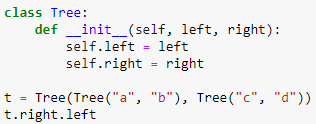 class Tree:
    def __init__(self, left, right):
        self.left = left
        self.right = right

t = Tree(Tree("a", "b"), Tree("c", "d"))
t.right.left